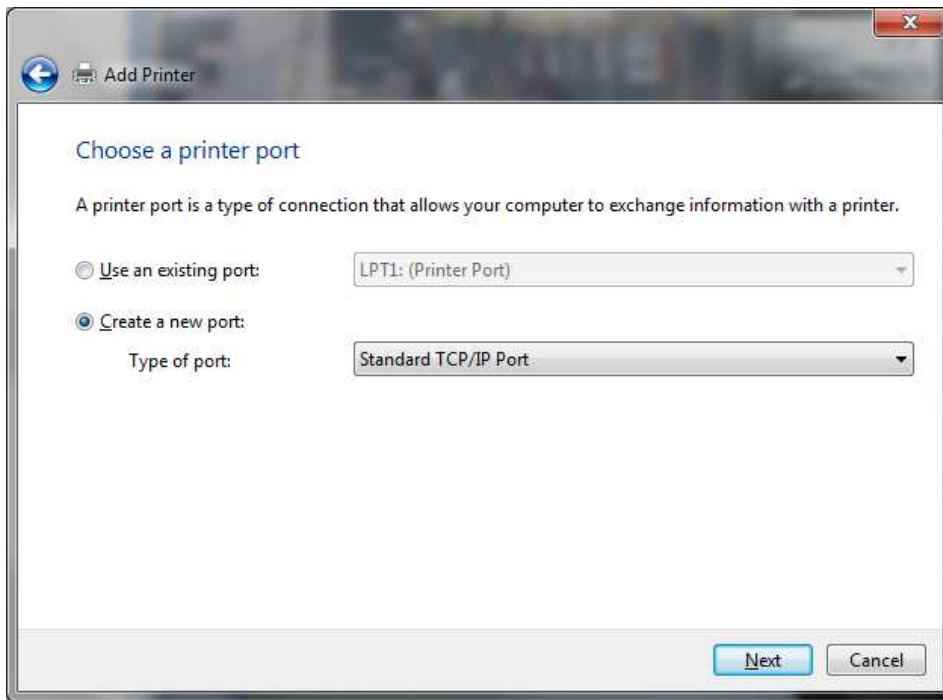 Add Printer
Choose a printer port
A printer port is a type of connection that allows your computer to exchange information with a printer.
Use an existing port: LPT1: (Printer Port)
Create a new port:
Type of port: Standard TCP/IP Port
Next Cancel